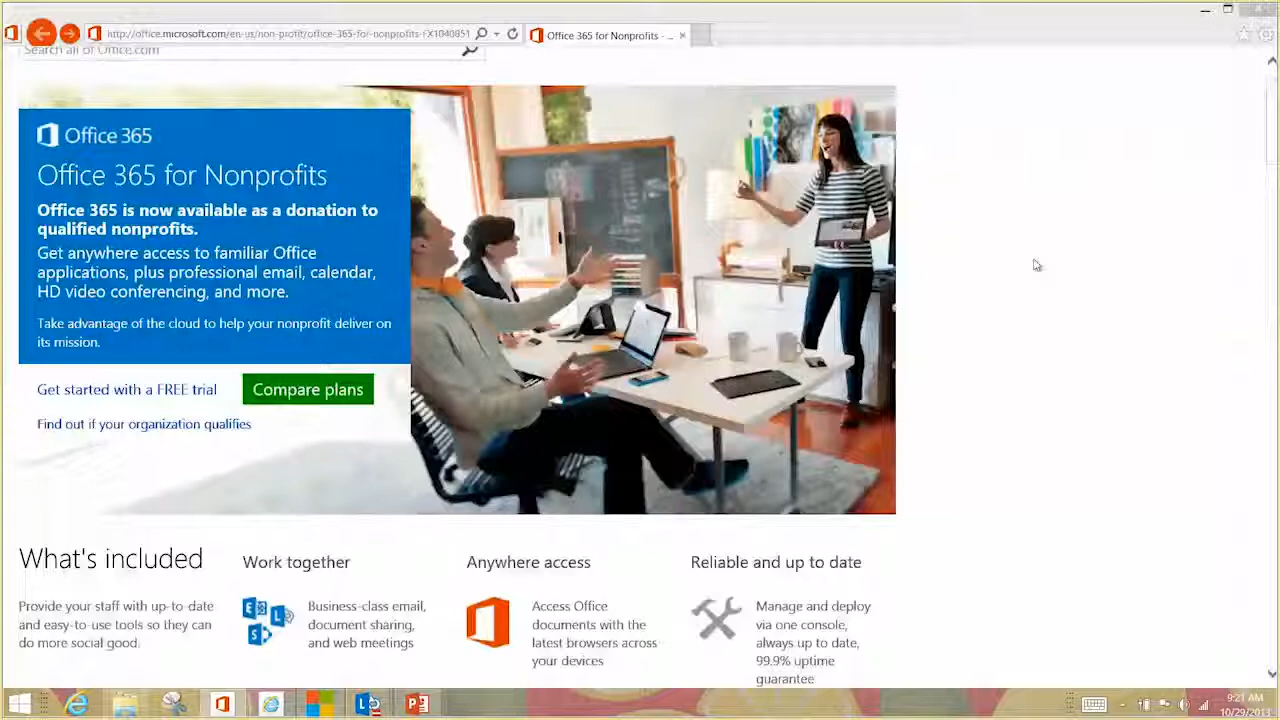 http://office.microsoft.com/en-us/non-profit/office-365-for-nonprofits-FX1040851
Office 365 for Nonprofits - ...
Search all of Office.com
Office 365
Office 365 for Nonprofits
Office 365 is now available as a donation to
qualified nonprofits.
Get anywhere access to familiar Office
applications, plus professional email, calendar,
HD video conferencing, and more.
Take advantage of the cloud to help your nonprofit deliver on
its mission.
Get started with a FREE trial
Compare plans
Find out if your organization qualifies
What's included
Provide your staff with up-to-date
and easy-to-use tools so they can
do more social good.
Work together
Business-class email,
document sharing,
and web meetings
Anywhere access
Access Office
documents with the
latest browsers across
your devices
Reliable and up to date
Manage and deploy
via one console,
always up to date,
99.9% uptime
guarantee
9:21 AM
10/29/2013